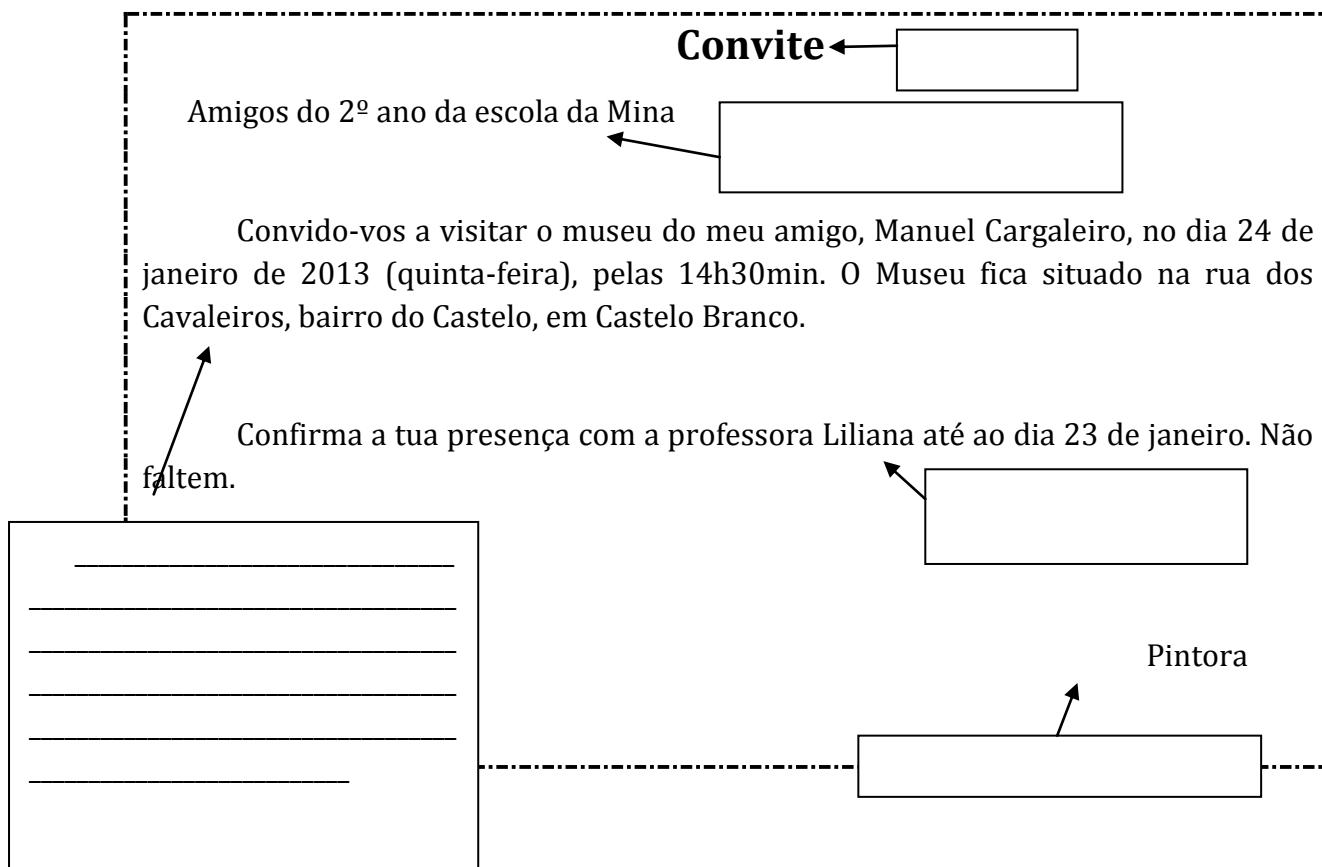 Convite
Amigos do 2º ano da escola da Mina
Convido-vos a visitar o museu do meu amigo, Manuel Cargaleiro, no dia 24 de
janeiro de 2013 (quinta-feira), pelas 14h30min. O Museu fica situado na rua dos
Cavaleiros, bairro do Castelo, em Castelo Branco.
Confirma a tua presença com a professora Liliana até ao dia 23 de janeiro. Não
faltem.
Pintora